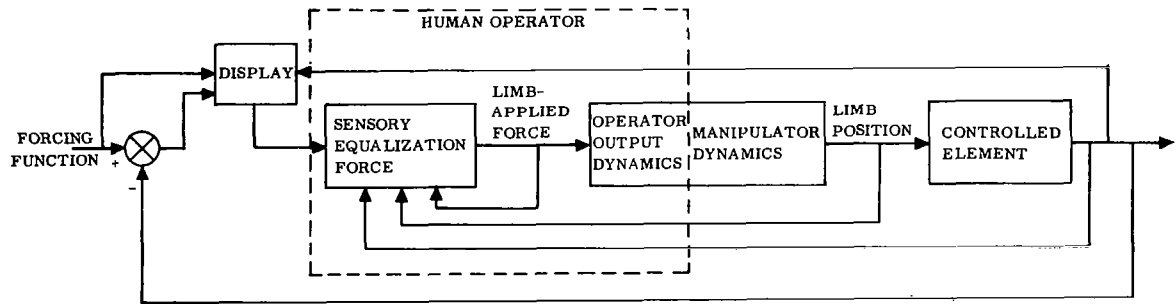 HUMAN OPERATOR
DISPLAY
LIMB-
APPLIED
FORCE
LIMB
POSITION
FORCING
FUNCTION
+
-
SENSORY
EQUALIZATION
FORCE
OPERATOR
OUTPUT
DYNAMICS
MANIPULATOR
DYNAMICS
CONTROLLED
ELEMENT